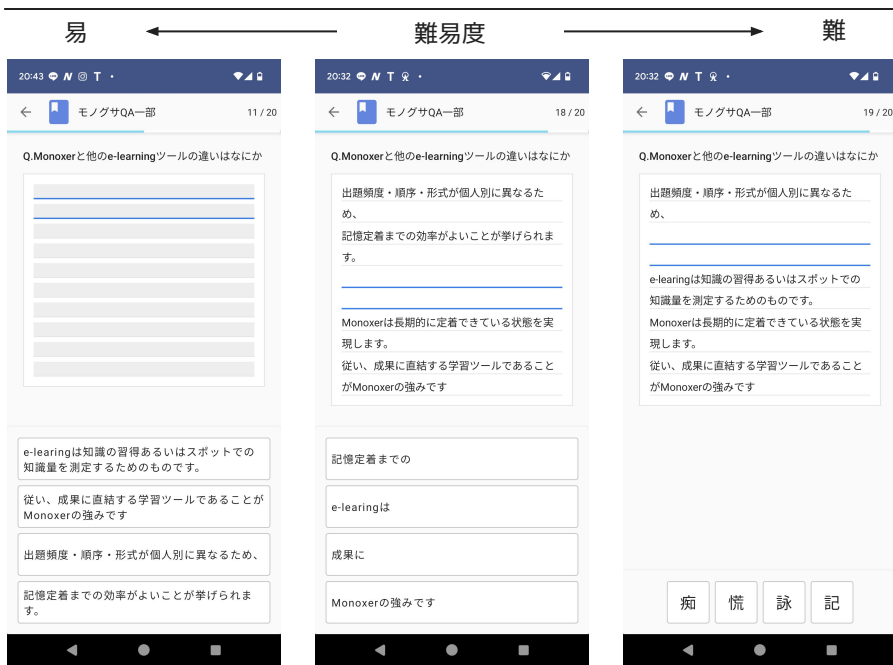 易
難易度
難
20:43 N T ・
モノグサQA一部
11 / 20
Q.Monoxerと他のe-learningツールの違いはなにか
e-learingは知識の習得あるいはスポットでの
知識量を測定するためのものです。
従い、成果に直結する学習ツールであることが
Monoxerの強みです
出題頻度・順序・形式が個人別に異なるため、
記憶定着までの効率がよいことが挙げられま
す。
20:32 N T ・
モノグサQA一部
18 / 20
Q.Monoxerと他のe-learningツールの違いはなにか
出題頻度・順序・形式が個人別に異なるた
め、
記憶定着までの効率がよいことが挙げられま
す。
Monoxerは長期的に定着できている状態を実
現します。
従い、成果に直結する学習ツールであること
がMonoxerの強みです
記憶定着までの
e-learingは
成果に
Monoxerの強みです
20:32 N T ・
モノグサQA一部
19 / 20
Q.Monoxerと他のe-learningツールの違いはなにか
出題頻度・順序・形式が個人別に異なるた
め、
e-learingは知識の習得あるいはスポットでの
知識量を測定するためのものです。
Monoxerは長期的に定着できている状態を実
現します。
従い、成果に直結する学習ツールであること
がMonoxerの強みです
痴 慌 詠 記